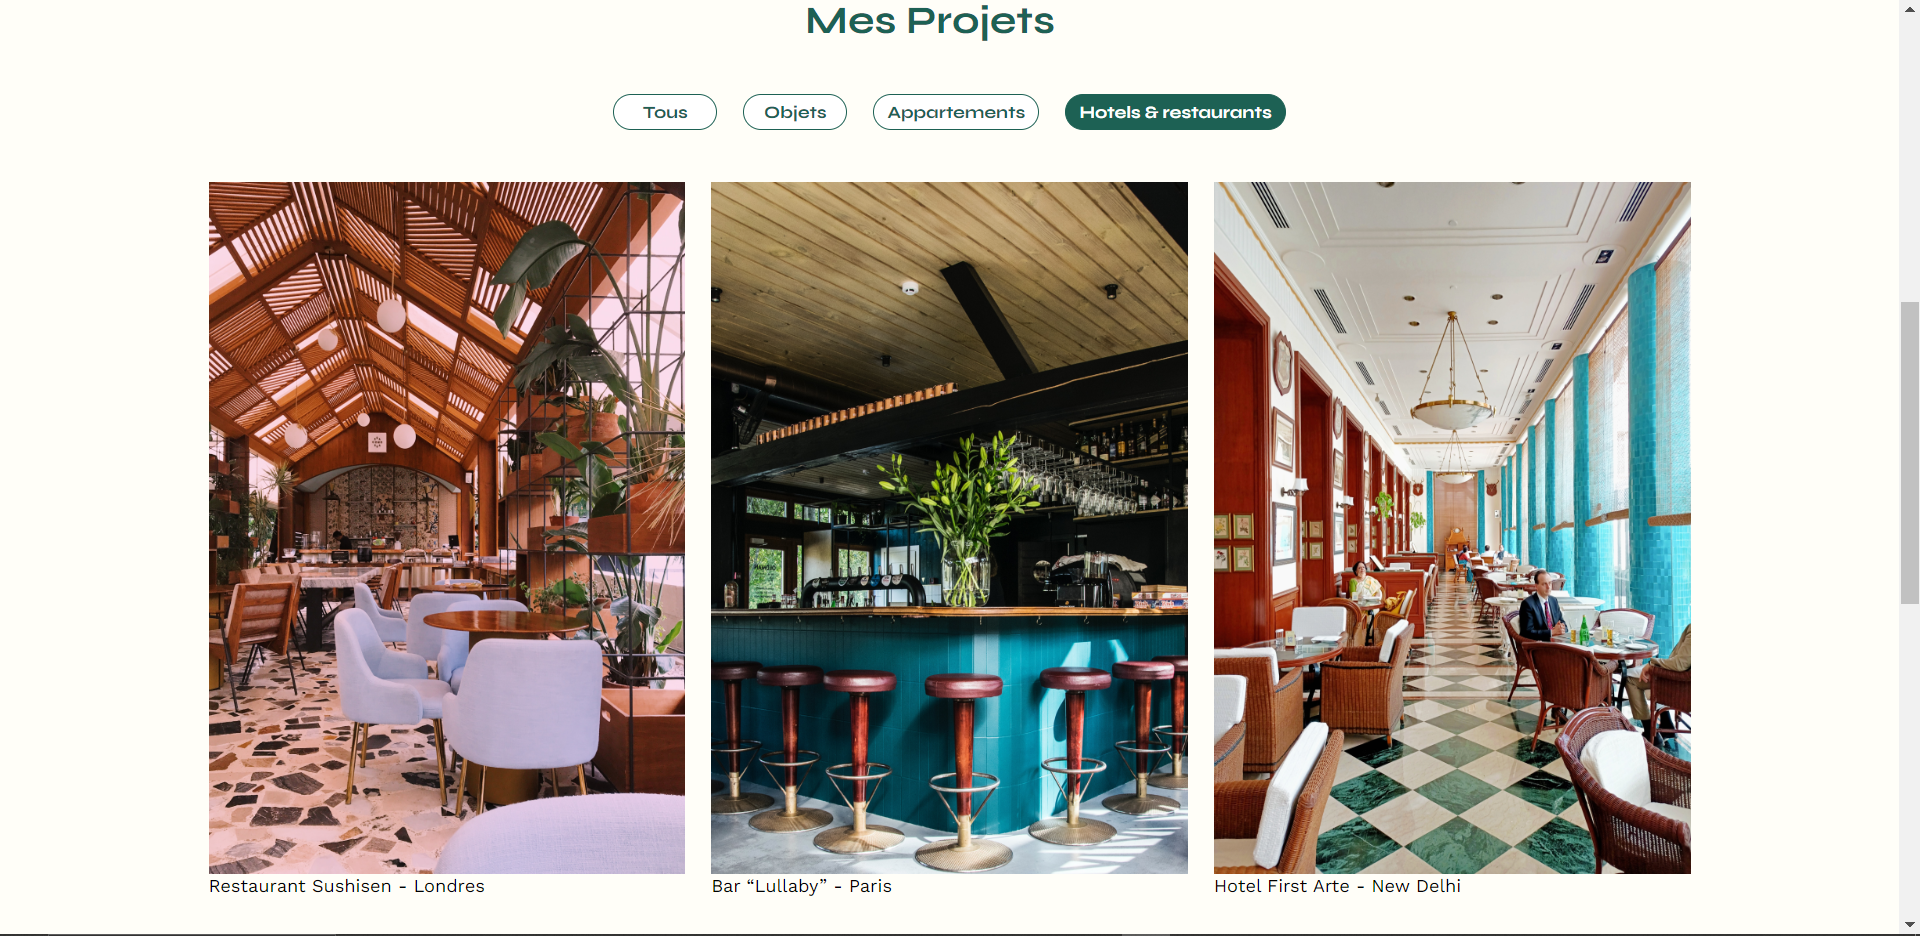 Mes Projets
Tous
Objets
Appartements
Hotels & restaurants
Restaurant Sushisen - Londres
Bar “Lullaby” - Paris
Hotel First Arte - New Delhi